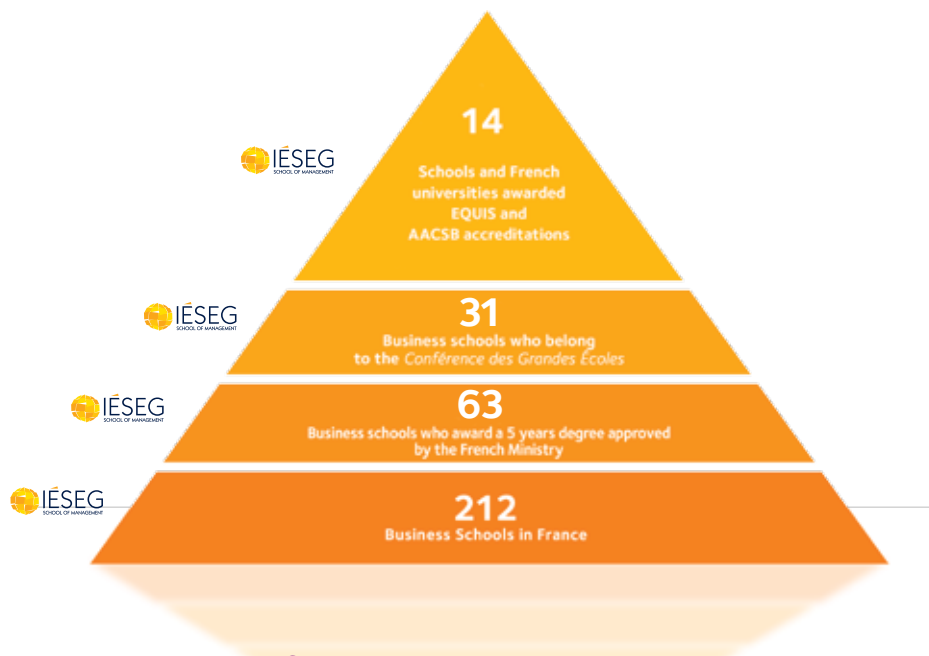 14
IÉSEG
SCHOOL OF MANAGEMENT
Schools and French
universities awarded
EQUIS and
AACSB accreditations
31
IÉSEG
SCHOOL OF MANAGEMENT
Business schools who belong
to the Conférence des Grandes Écoles
63
IÉSEG
SCHOOL OF MANAGEMENT
Business schools who award a 5 years degree approved
by the French Ministry
IÉSEG
SCHOOL OF MANAGEMENT
212
Business Schools in France